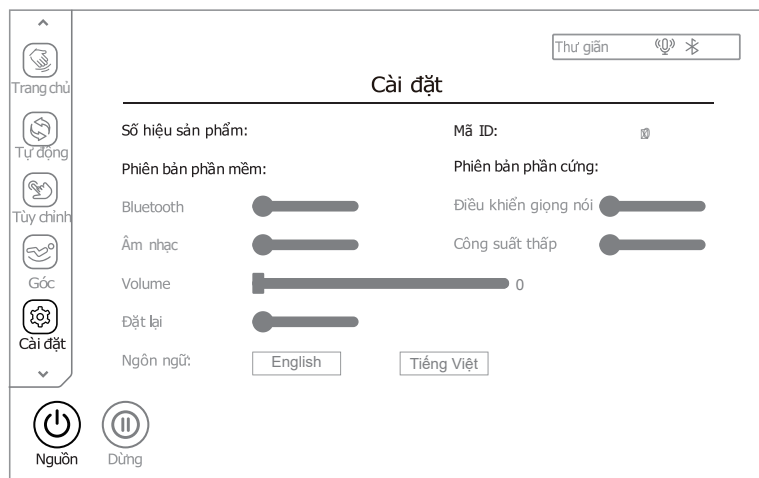 Thư giãn
Trang chủ
Cài đặt
Số hiệu sản phẩm:
Mã ID:
Tự động
Phiên bản phần mềm:
Phiên bản phần cứng:
Tùy chỉnh
Bluetooth
Điều khiển giọng nói
Âm nhạc
Công suất thấp
Góc
Volume
0
Đặt lại
Cài đặt
Ngôn ngữ:
English
Tiếng Việt
Nguồn
Dừng